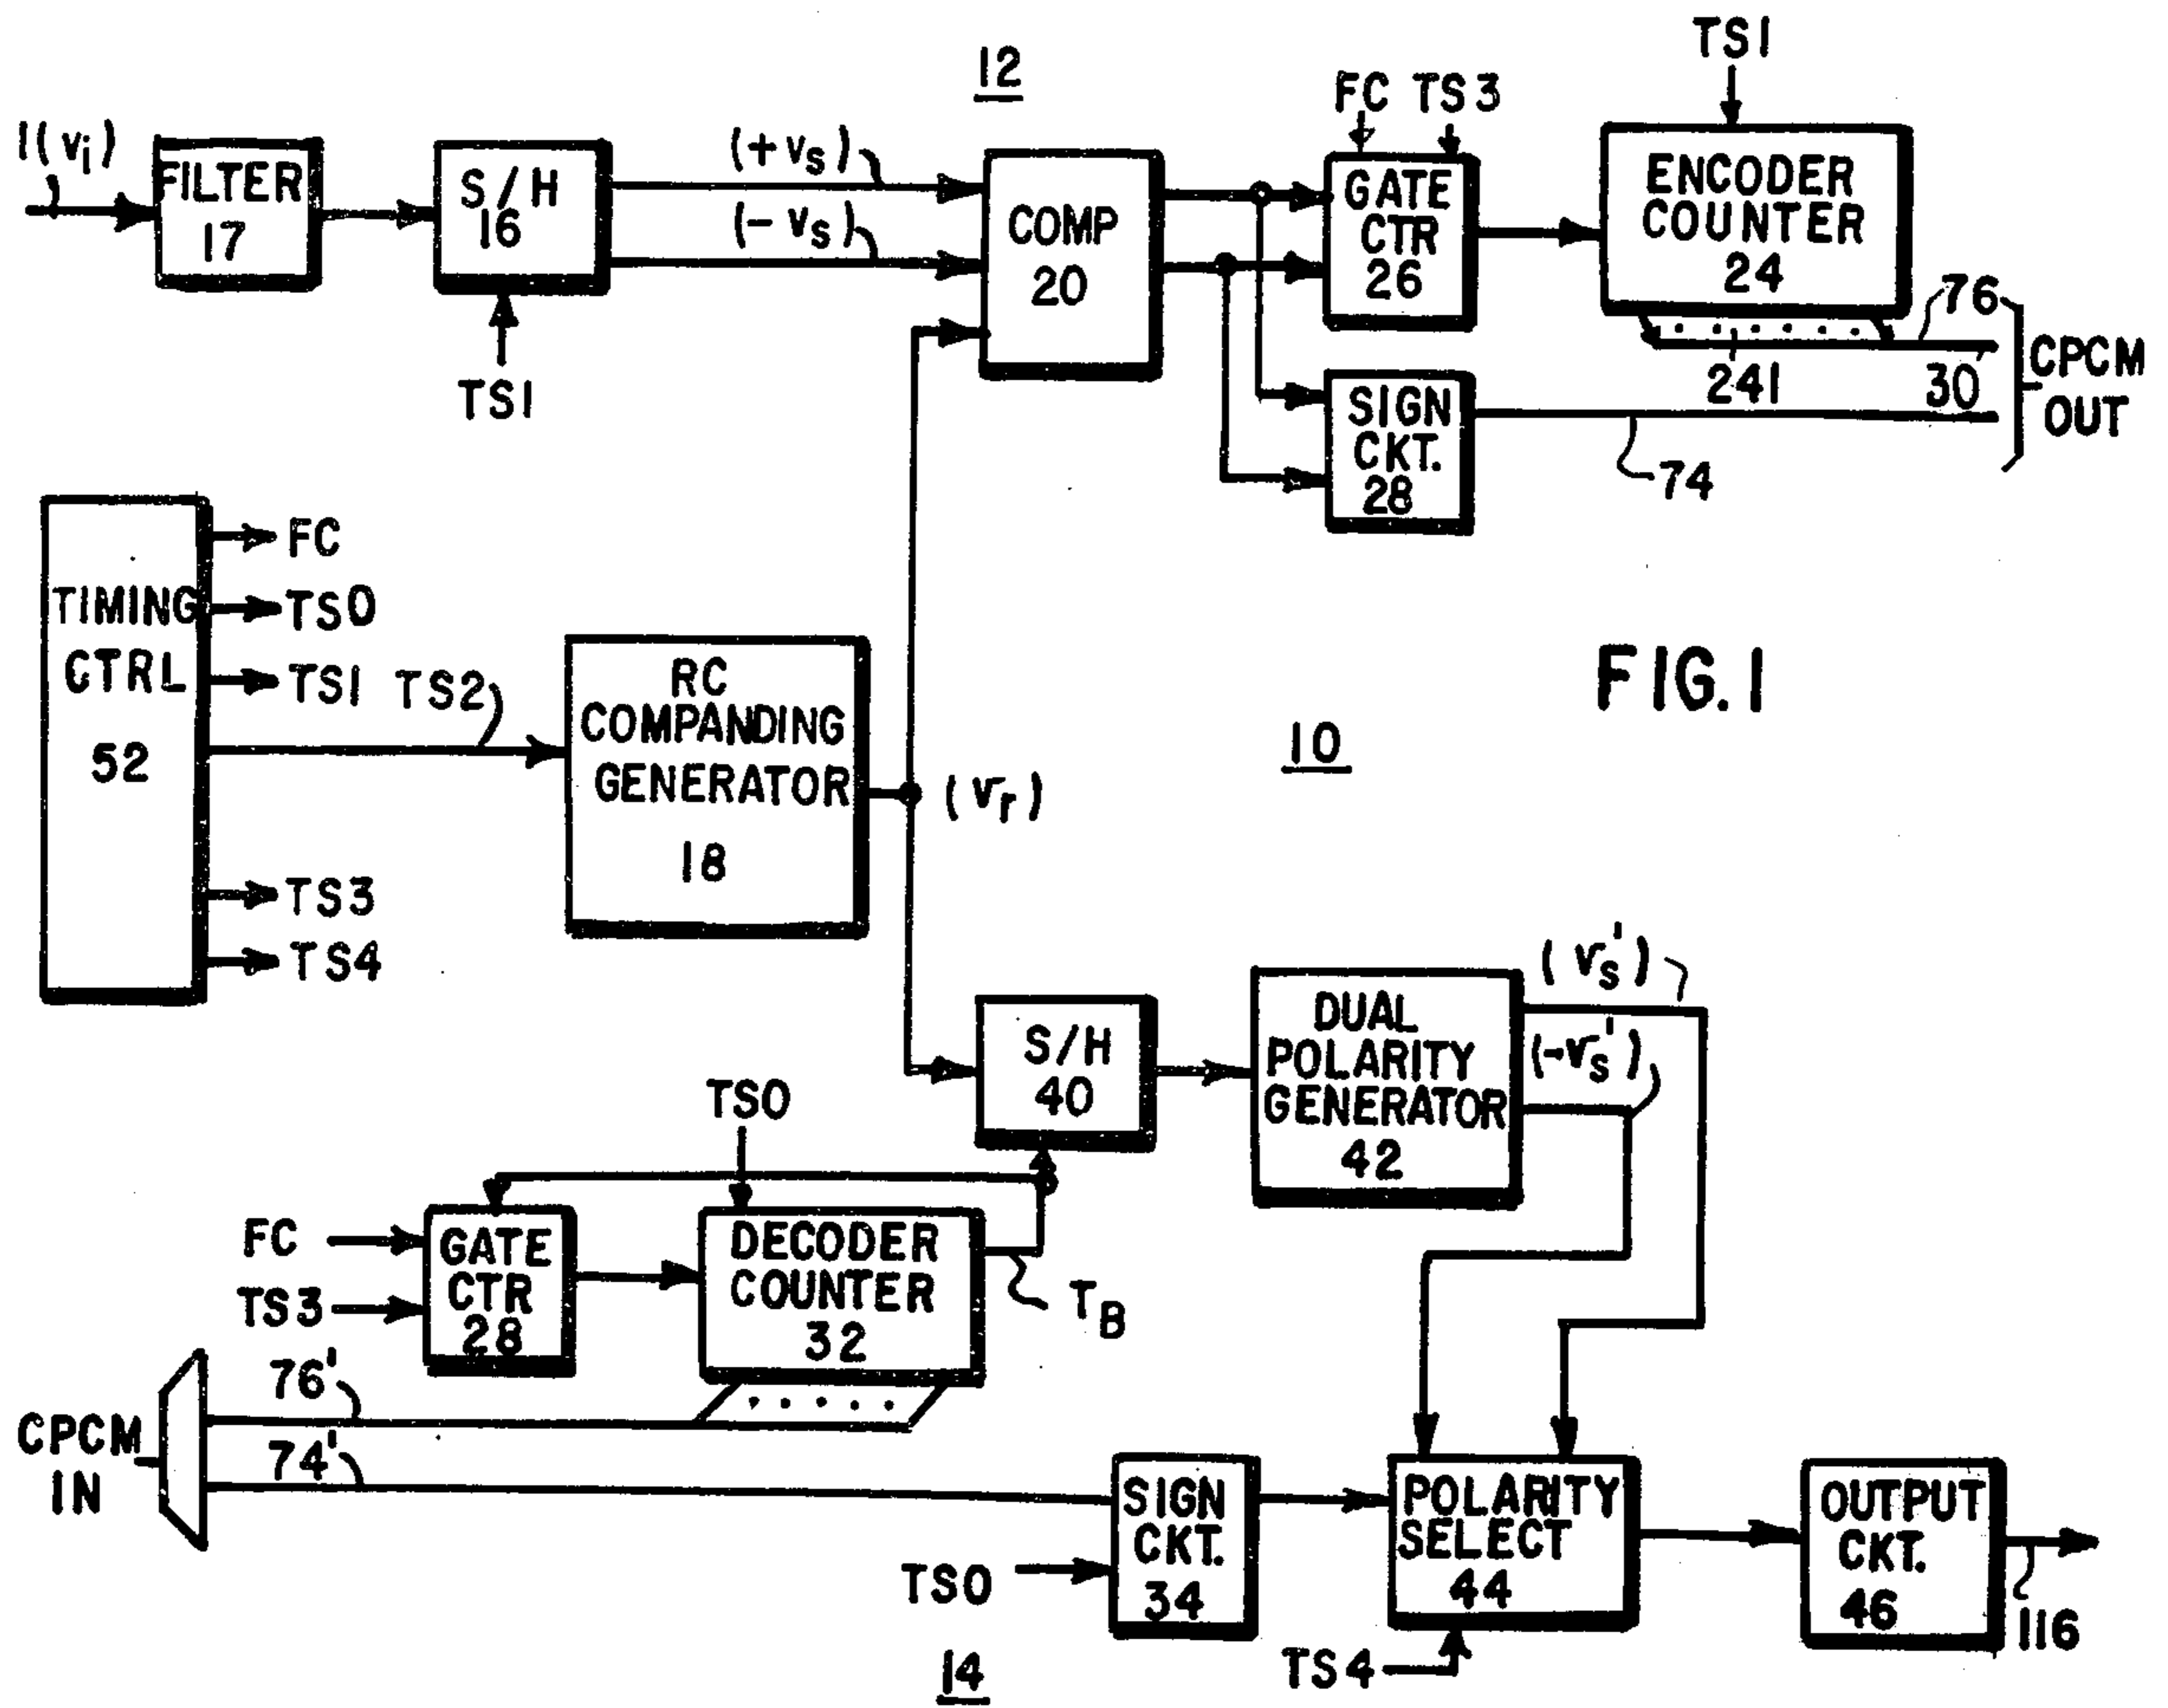 12
TS1
FC TS3
1(vi)
FILTER
17
S/H
16
TS1
(+vs)
(-vs)
COMP
20
GATE
CTR
26
ENCODER
COUNTER
24
241
76
30
CPCM
OUT
SIGN
CKT.
28
74
TIMING
CTRL
52
FC
TS0
TS1
TS2
TS3
TS4
RC
COMPANDING
GENERATOR
18
(vr)
10
FIG. 1
S/H
40
DUAL
POLARITY
GENERATOR
42
(vs')
(-vs')
TS0
FC
TS3
GATE
CTR
28
DECODER
COUNTER
32
TB
76'
CPCM
IN
74'
SIGN
CKT.
34
TS0
POLARITY
SELECT
44
TS4
OUTPUT
CKT.
46
116
14